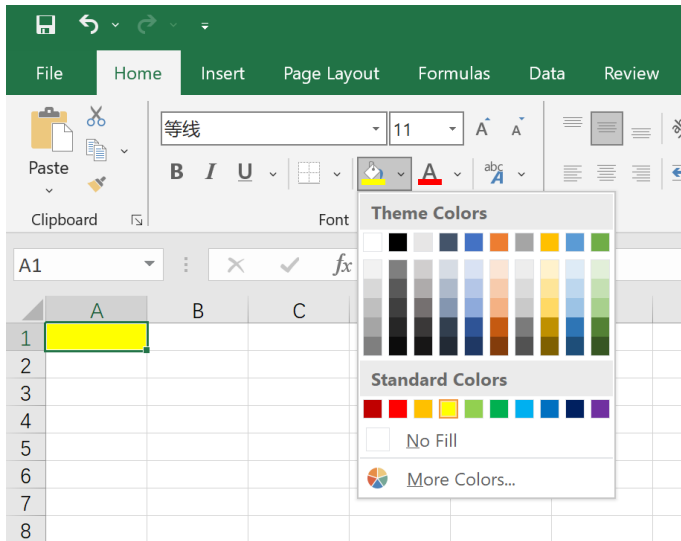 File Home Insert Page Layout Formulas Data Review
等线 11 A A
Paste B I U A abc A
Clipboard Font
Theme Colors
A1 fx
A B C
1
2
Standard Colors
3
4
No Fill
5
6
More Colors...
7
8